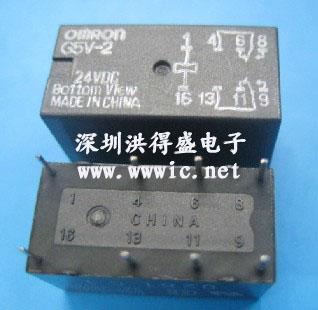 OMRON
G5V-2
24VDC
Bottom View
MADE IN CHINA
1 4 6 8
16 13 11 9
深圳洪得盛电子
www.wwic.net
1 4 6 8
CHINA
16 13 11 9